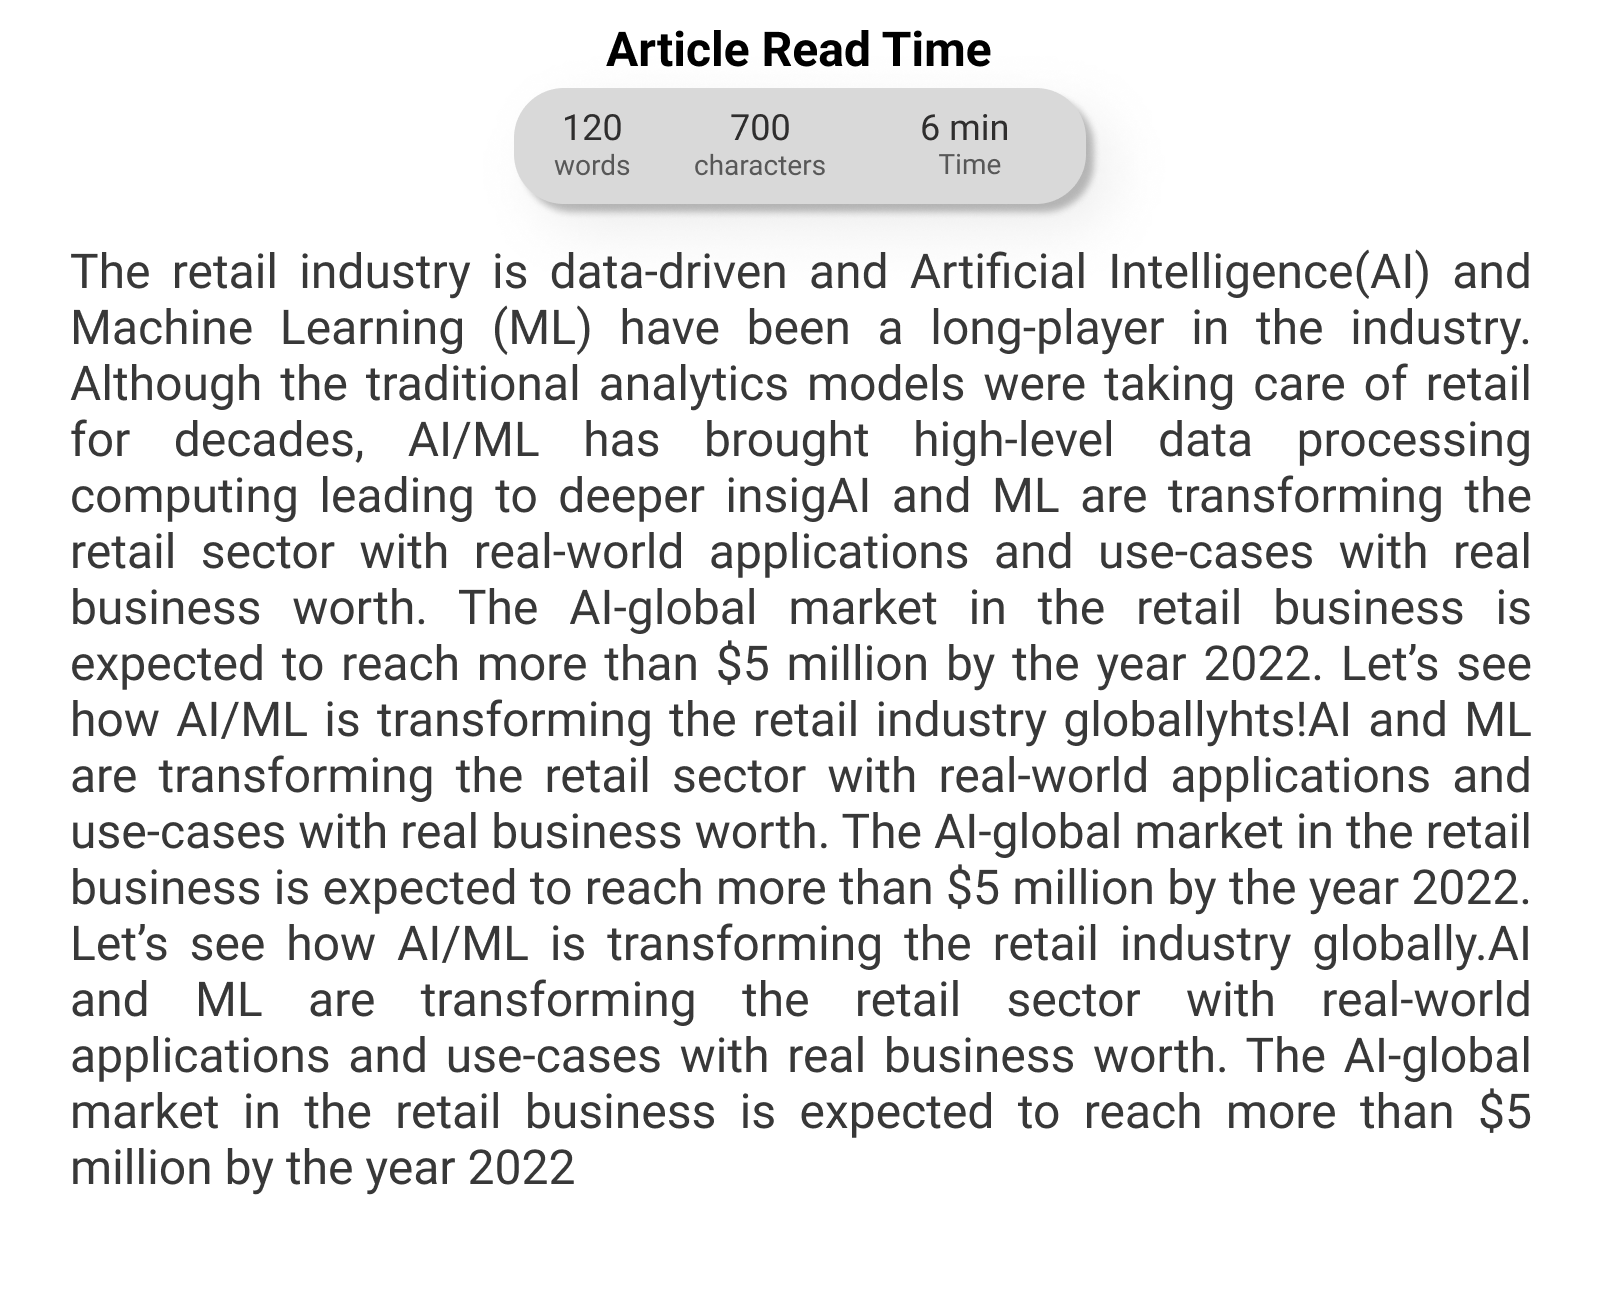 Article Read Time
120 700 6 min
words characters Time
The retail industry is data-driven and Artificial Intelligence(AI) and
Machine Learning (ML) have been a long-player in the industry.
Although the traditional analytics models were taking care of retail
for decades, AI/ML has brought high-level data processing
computing leading to deeper insigAI and ML are transforming the
retail sector with real-world applications and use-cases with real
business worth. The AI-global market in the retail business is
expected to reach more than $5 million by the year 2022. Let’s see
how AI/ML is transforming the retail industry globallyhts!AI and ML
are transforming the retail sector with real-world applications and
use-cases with real business worth. The AI-global market in the retail
business is expected to reach more than $5 million by the year 2022.
Let’s see how AI/ML is transforming the retail industry globally.AI
and ML are transforming the retail sector with real-world
applications and use-cases with real business worth. The AI-global
market in the retail business is expected to reach more than $5
million by the year 2022